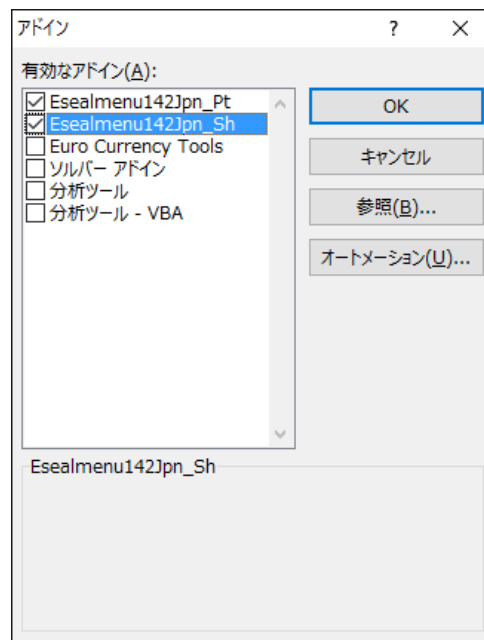 アドイン
有効なアドイン(A):
Esealmenu142Jpn_Pt
Esealmenu142Jpn_Sh
Euro Currency Tools
ソルバー アドイン
分析ツール
分析ツール - VBA
OK
キャンセル
参照(B)...
オートメーション(U)...
Esealmenu142Jpn_Sh